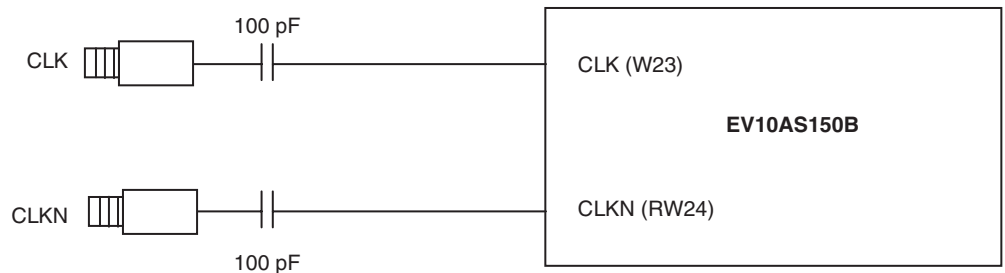 100 pF
CLK
CLK (W23)
EV10AS150B
CLKN
CLKN (RW24)
100 pF